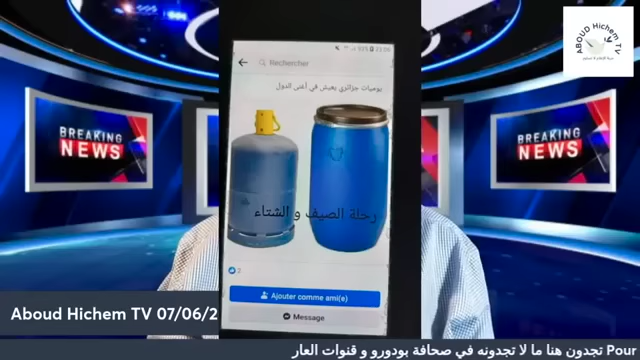 ABOUD Hichem TV
Rechercher
يوميات جزائري يعيش في أغنى الدول
BREAKING
NEWS
BREAKING
NEWS
رحلة الصيف و الشتاء
2
Ajouter comme ami(e)
Message
Aboud Hichem TV 07/06/2
تجدون هنا ما لا تجدونه في صحافة بودورو و قنوات العار Pour